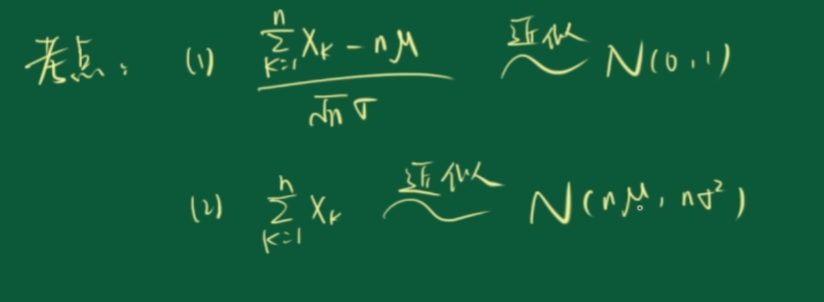 考点: (1) $\frac{\sum_{k=1}^{n} X_k - n\mu}{\sqrt{n}\sigma}$ $\overset{近似}{\sim}$ $N(0,1)$
(2) $\sum_{k=1}^{n} X_k$ $\overset{近似}{\sim}$ $N(n\mu, n\sigma^2)$